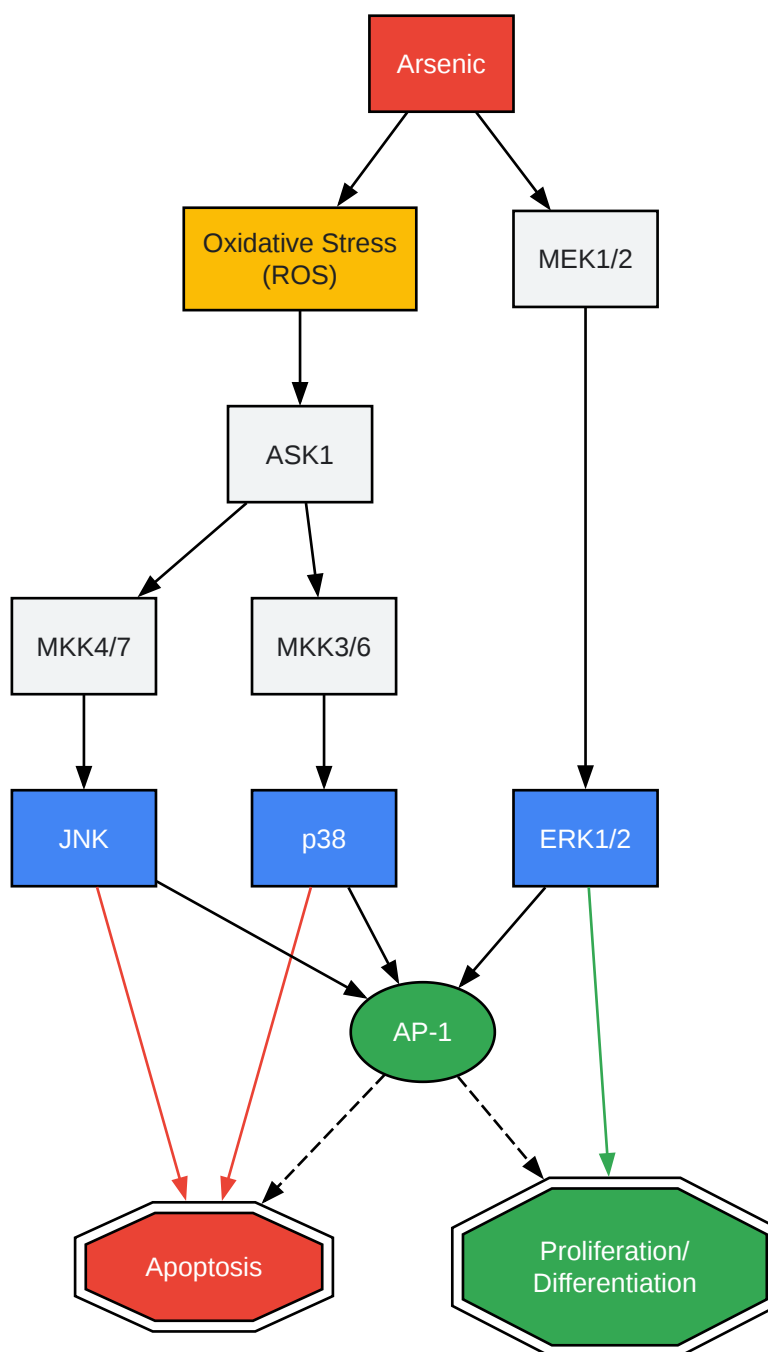 Arsenic
Oxidative Stress
(ROS)
MEK1/2
ASK1
MKK4/7
MKK3/6
JNK
p38
ERK1/2
AP-1
Apoptosis
Proliferation/
Differentiation